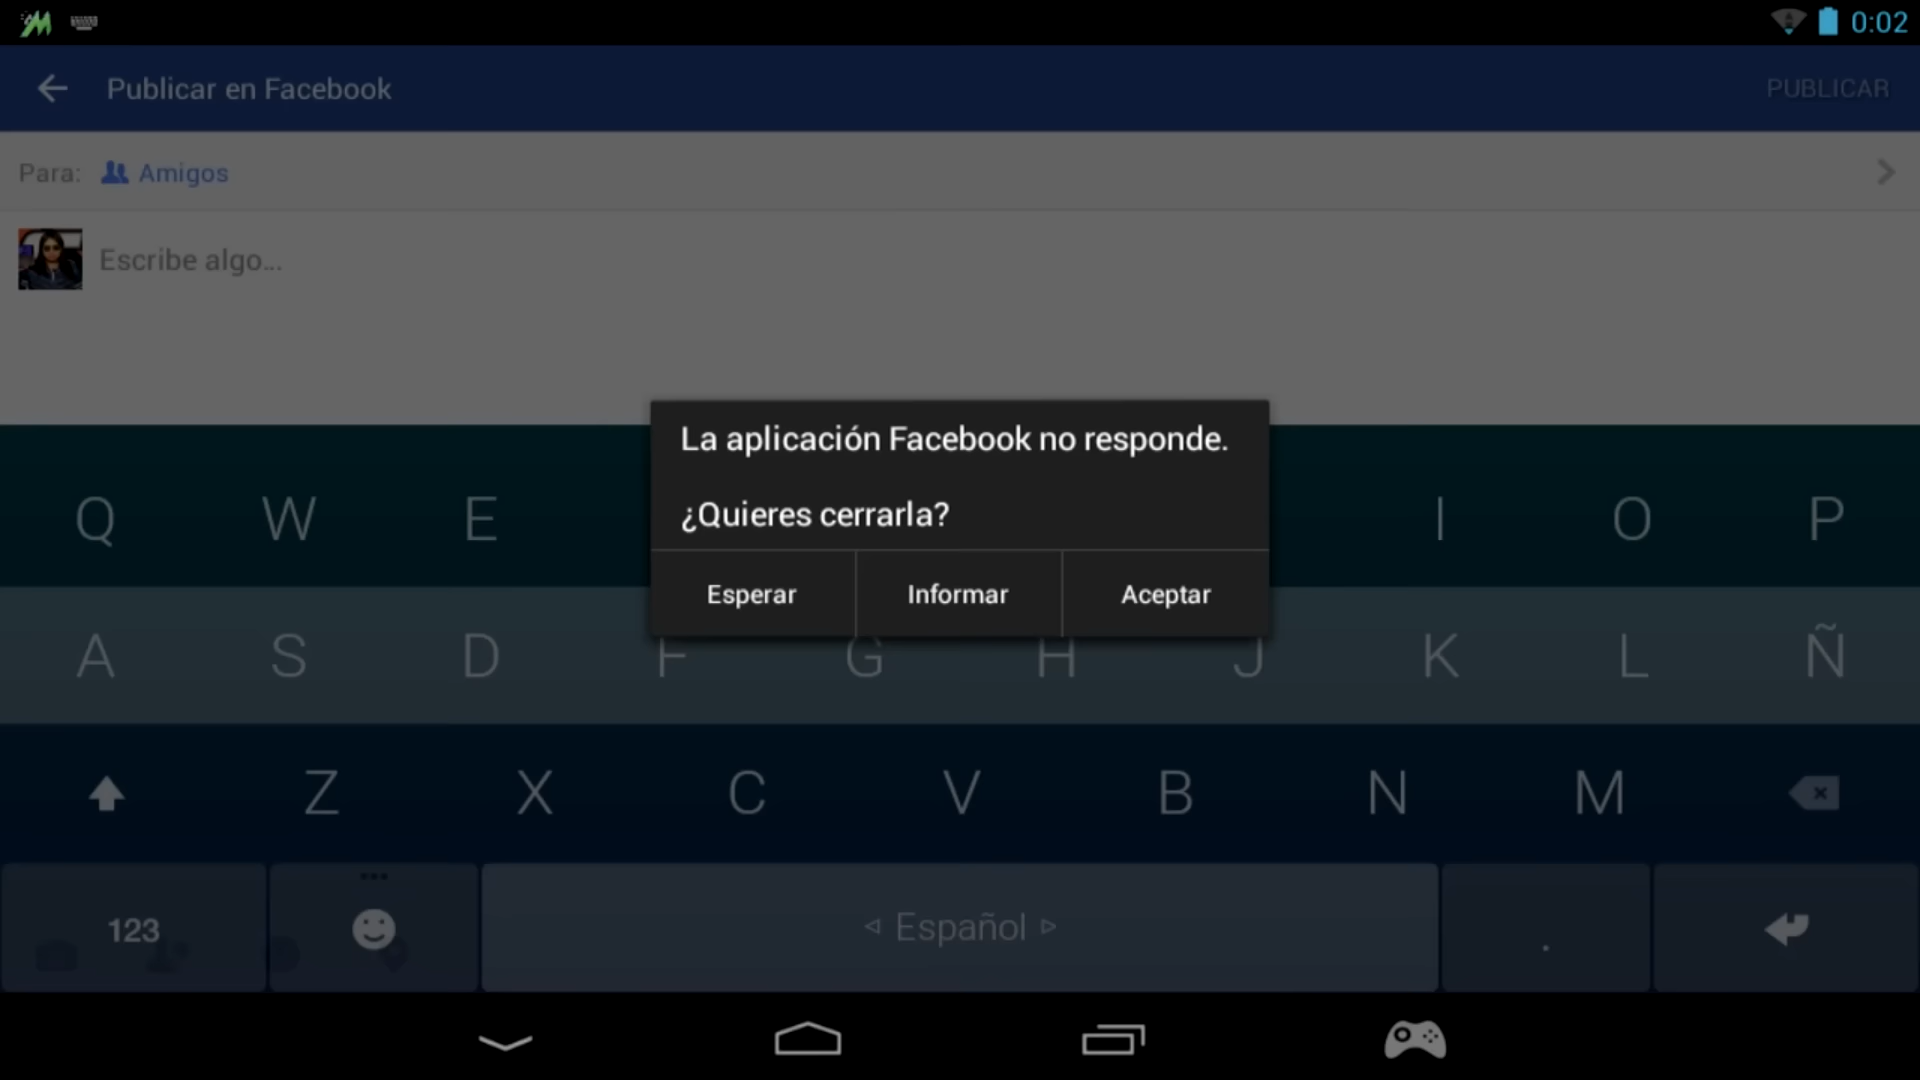 0:02
Publicar en Facebook
PUBLICAR
Para: Amigos
Escribe algo...
La aplicación Facebook no responde.
¿Quieres cerrarla?
Esperar Informar Aceptar
Q W E I O P
A S D F G H J K L Ñ
Z X C V B N M
123 Español .